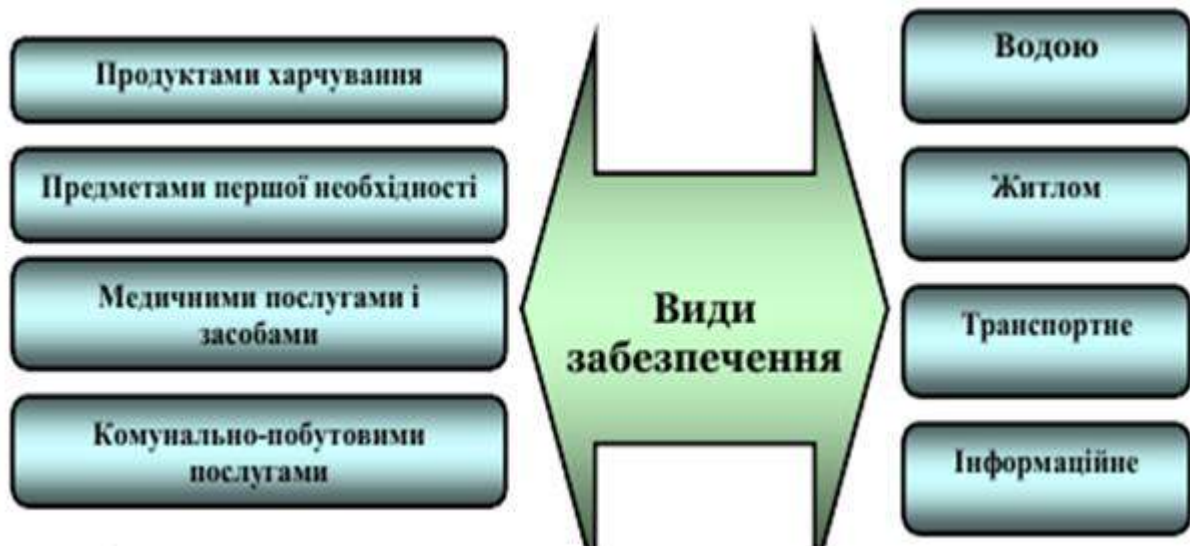 Продуктами харчування
Предметами першої необхідності
Медичними послугами і
засобами
Комунально-побутовими
послугами
Види
забезпечення
Водою
Житлом
Транспортне
Інформаційне